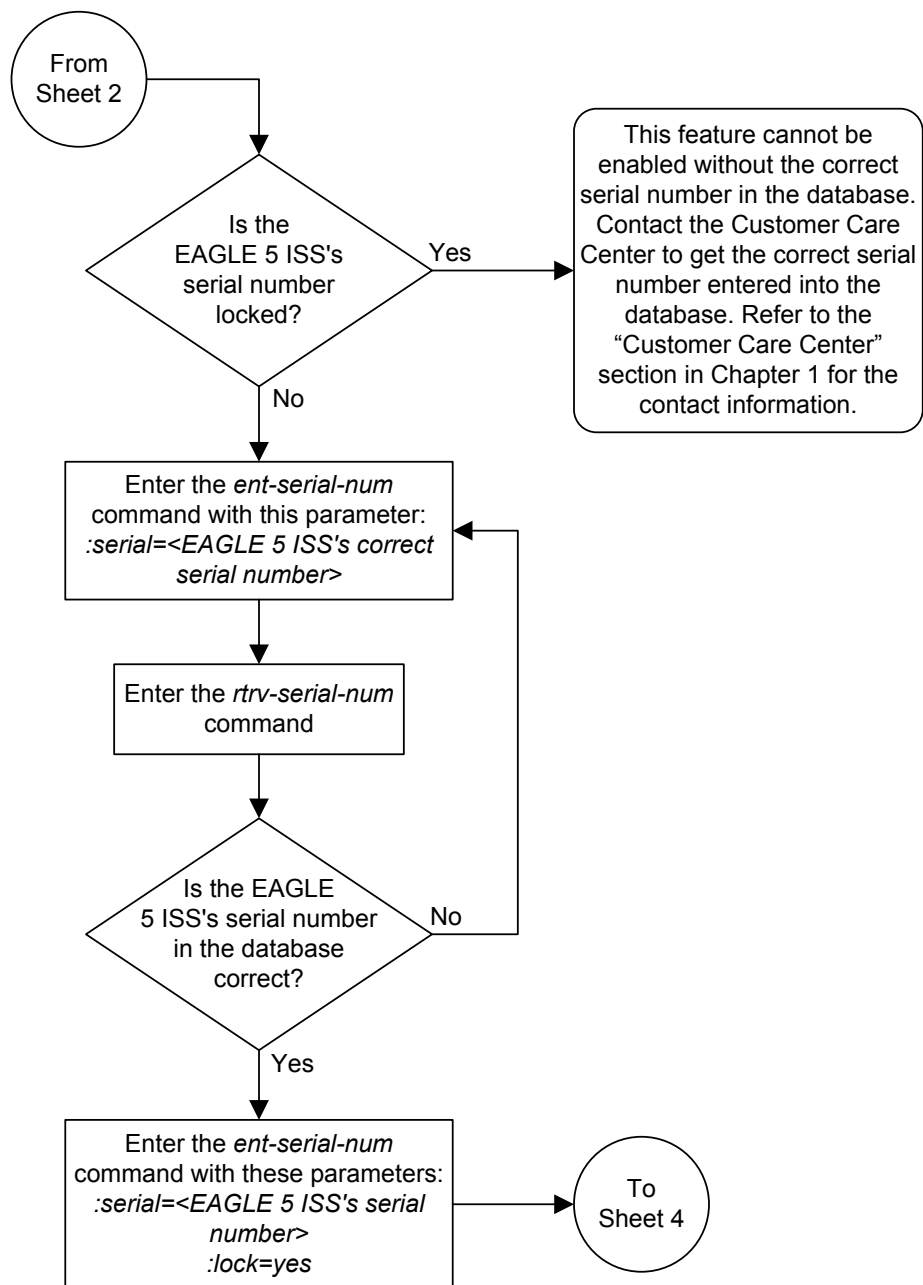 From
Sheet 2
Is the
EAGLE 5 ISS's
serial number
locked?
Yes
This feature cannot be
enabled without the correct
serial number in the database.
Contact the Customer Care
Center to get the correct serial
number entered into the
database. Refer to the
“Customer Care Center”
section in Chapter 1 for the
contact information.
No
Enter the ent-serial-num
command with this parameter:
:serial=<EAGLE 5 ISS's correct
serial number>
Enter the rtrv-serial-num
command
Is the EAGLE
5 ISS's serial number
in the database
correct?
No
Yes
Enter the ent-serial-num
command with these parameters:
:serial=<EAGLE 5 ISS's serial
number>
:lock=yes
To
Sheet 4